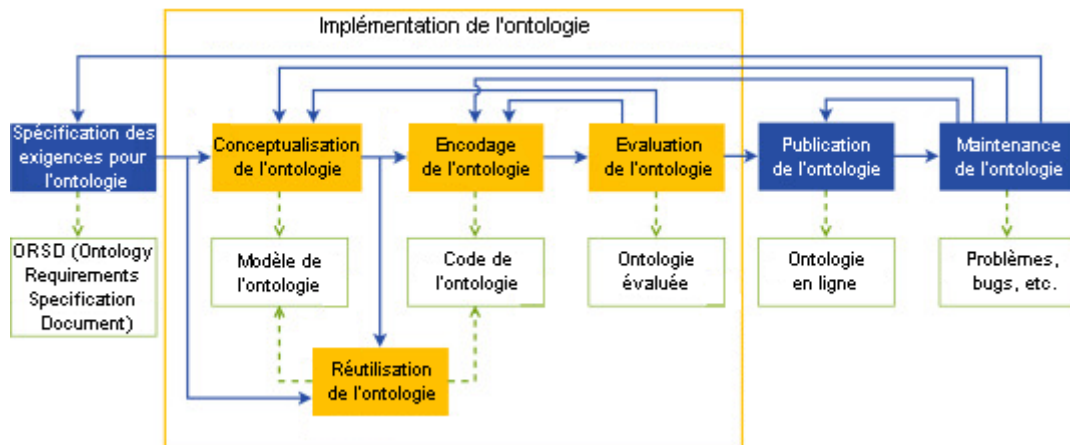 Implémentation de l'ontologie
Spécification des
exigences pour
l'ontologie
Conceptualisation
de l'ontologie
Encodage
de l'ontologie
Evaluation
de l'ontologie
Publication
de l'ontologie
Maintenance
de l'ontologie
ORSD (Ontology
Requirements
Specification
Document)
Modèle de
l'ontologie
Code de
l'ontologie
Ontologie
évaluée
Ontologie
en ligne
Problèmes,
bugs, etc.
Réutilisation
de l'ontologie